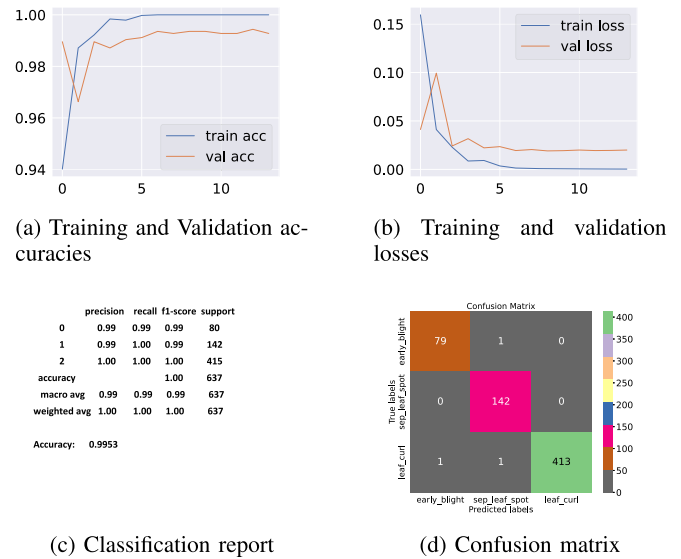 1.00
0.98
0.96
0.94
train acc
val acc
0 5 10
(a) Training and Validation ac-
curacies
0.15
0.10
0.05
0.00
train loss
val loss
0 5 10
(b) Training and validation
losses
precision recall f1-score support
0 0.99 0.99 0.99 80
1 0.99 1.00 0.99 142
2 1.00 1.00 1.00 415
accuracy 1.00 637
macro avg 0.99 0.99 0.99 637
weighted avg 1.00 1.00 1.00 637
Accuracy: 0.9953
(c) Classification report
Confusion Matrix
True labels
early_blight
sep_leaf_spot
leaf_curl
79 1 0
0 142 0
1 1 413
early_blight sep_leaf_spot leaf_curl
Predicted labels
400
350
300
250
200
150
100
50
0
(d) Confusion matrix